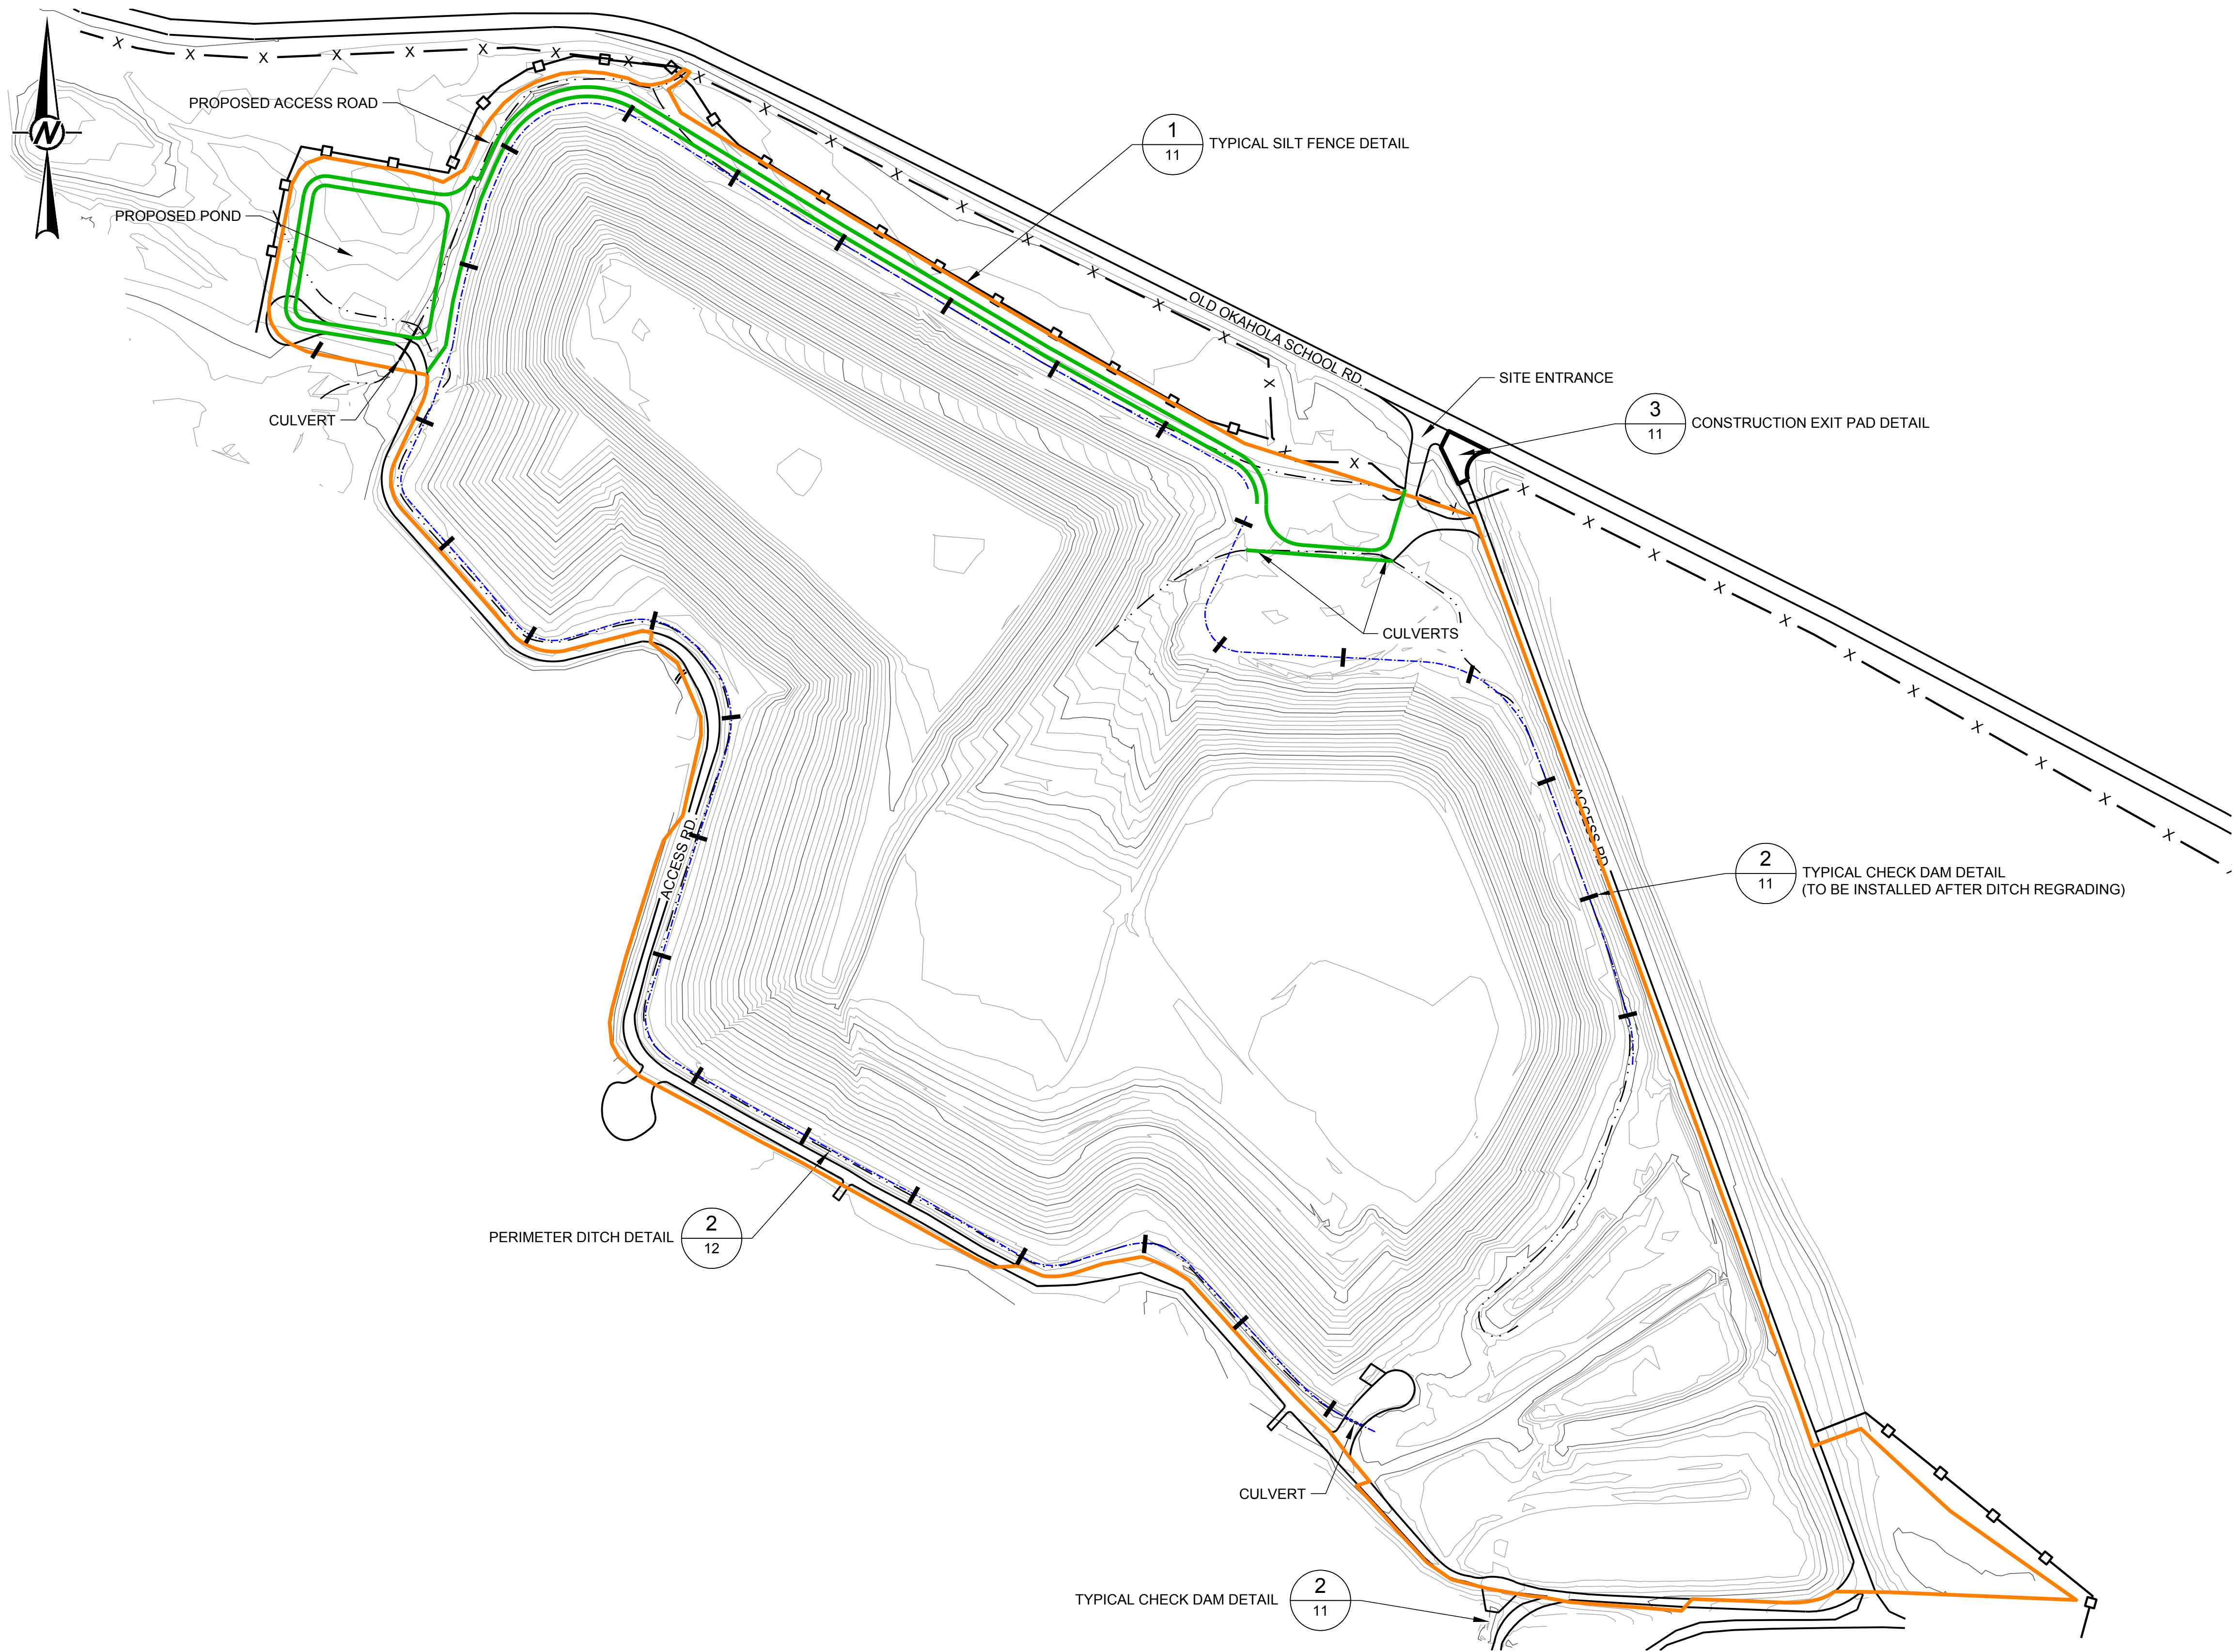 PROPOSED ACCESS ROAD
N
1
11
TYPICAL SILT FENCE DETAIL
PROPOSED POND
OLD OKAHOLA SCHOOL RD.
SITE ENTRANCE
CULVERT
3
11
CONSTRUCTION EXIT PAD DETAIL
CULVERTS
ACCESS RD.
ACCESS RD.
2
11
TYPICAL CHECK DAM DETAIL
(TO BE INSTALLED AFTER DITCH REGRADING)
PERIMETER DITCH DETAIL
2
12
CULVERT
TYPICAL CHECK DAM DETAIL
2
11